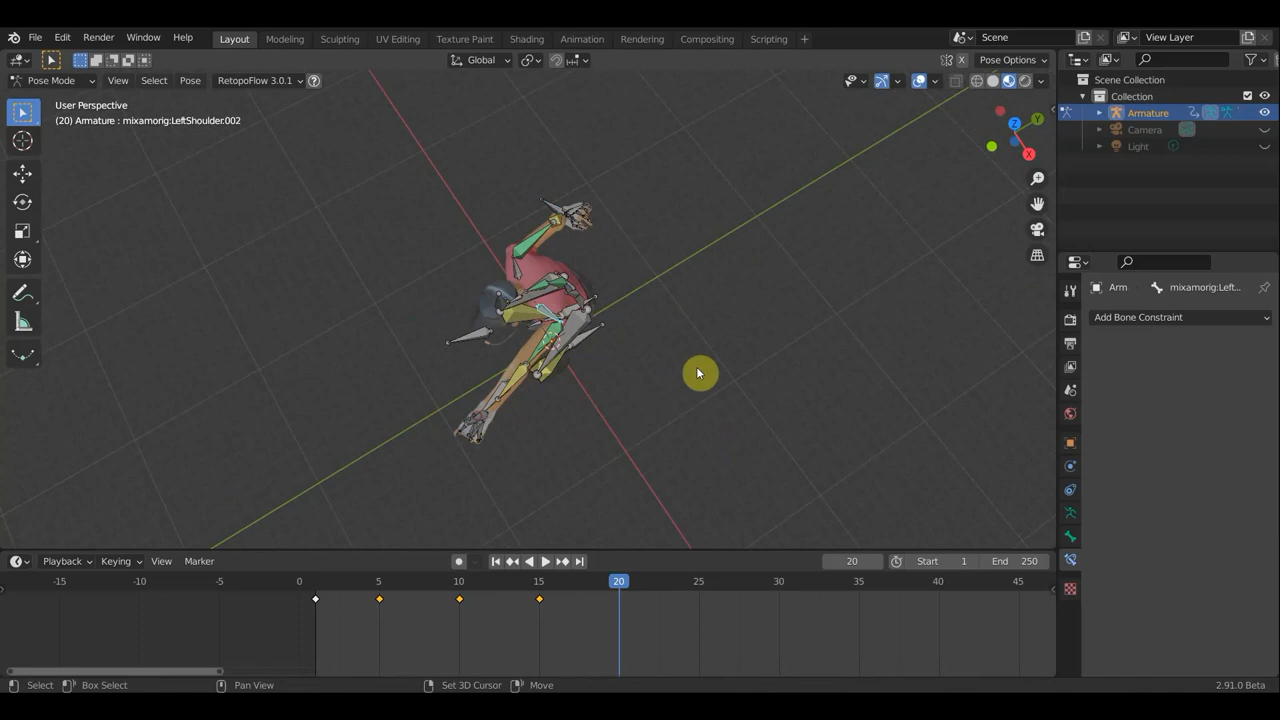 File Edit Render Window Help Layout Modeling Sculpting UV Editing Texture Paint Shading Animation Rendering Compositing Scripting + Scene View Layer
Global Pose Options
Pose Mode View Select Pose RetopoFlow 3.0.1 ?
User Perspective
(20) Armature : mixamorig:LeftShoulder.002
Z Y X
Scene Collection
Collection
Armature
Camera
Light
Arm mixamorig:Left...
Add Bone Constraint
Playback Keying View Marker 20 Start 1 End 250
-15 -10 -5 0 5 10 15 20 25 30 35 40 45
Select Box Select Pan View Set 3D Cursor Move 2.91.0 Beta